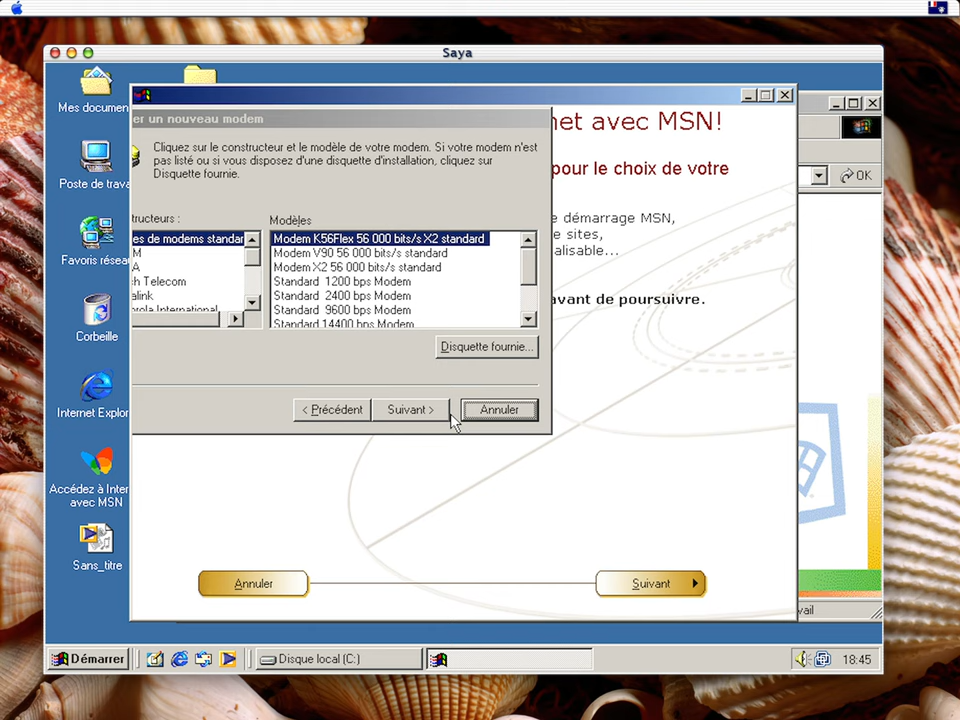 Saya
Mes documen
Poste de trava
Favoris résea
Corbeille
Internet Explor
Accédez à Inter
avec MSN
Sans_titre
er un nouveau modem
Cliquez sur le constructeur et le modèle de votre modem. Si votre modem n'est
pas listé ou si vous disposez d'une disquette d'installation, cliquez sur
Disquette fournie.
tructeurs :
es de modems standar
M
A
h Telecom
alink
orola International
Modèles
Modem K56Flex 56 000 bits/s X2 standard
Modem V90 56 000 bits/s standard
Modem X2 56 000 bits/s standard
Standard 1200 bps Modem
Standard 2400 bps Modem
Standard 9600 bps Modem
Standard 14400 bps Modem
Disquette fournie...
< Précédent
Suivant >
Annuler
net avec MSN!
pour le choix de votre
e démarrage MSN,
e sites,
alisable...
avant de poursuivre.
Annuler
Suivant
OK
vail
Démarrer
Disque local (C:)
18:45